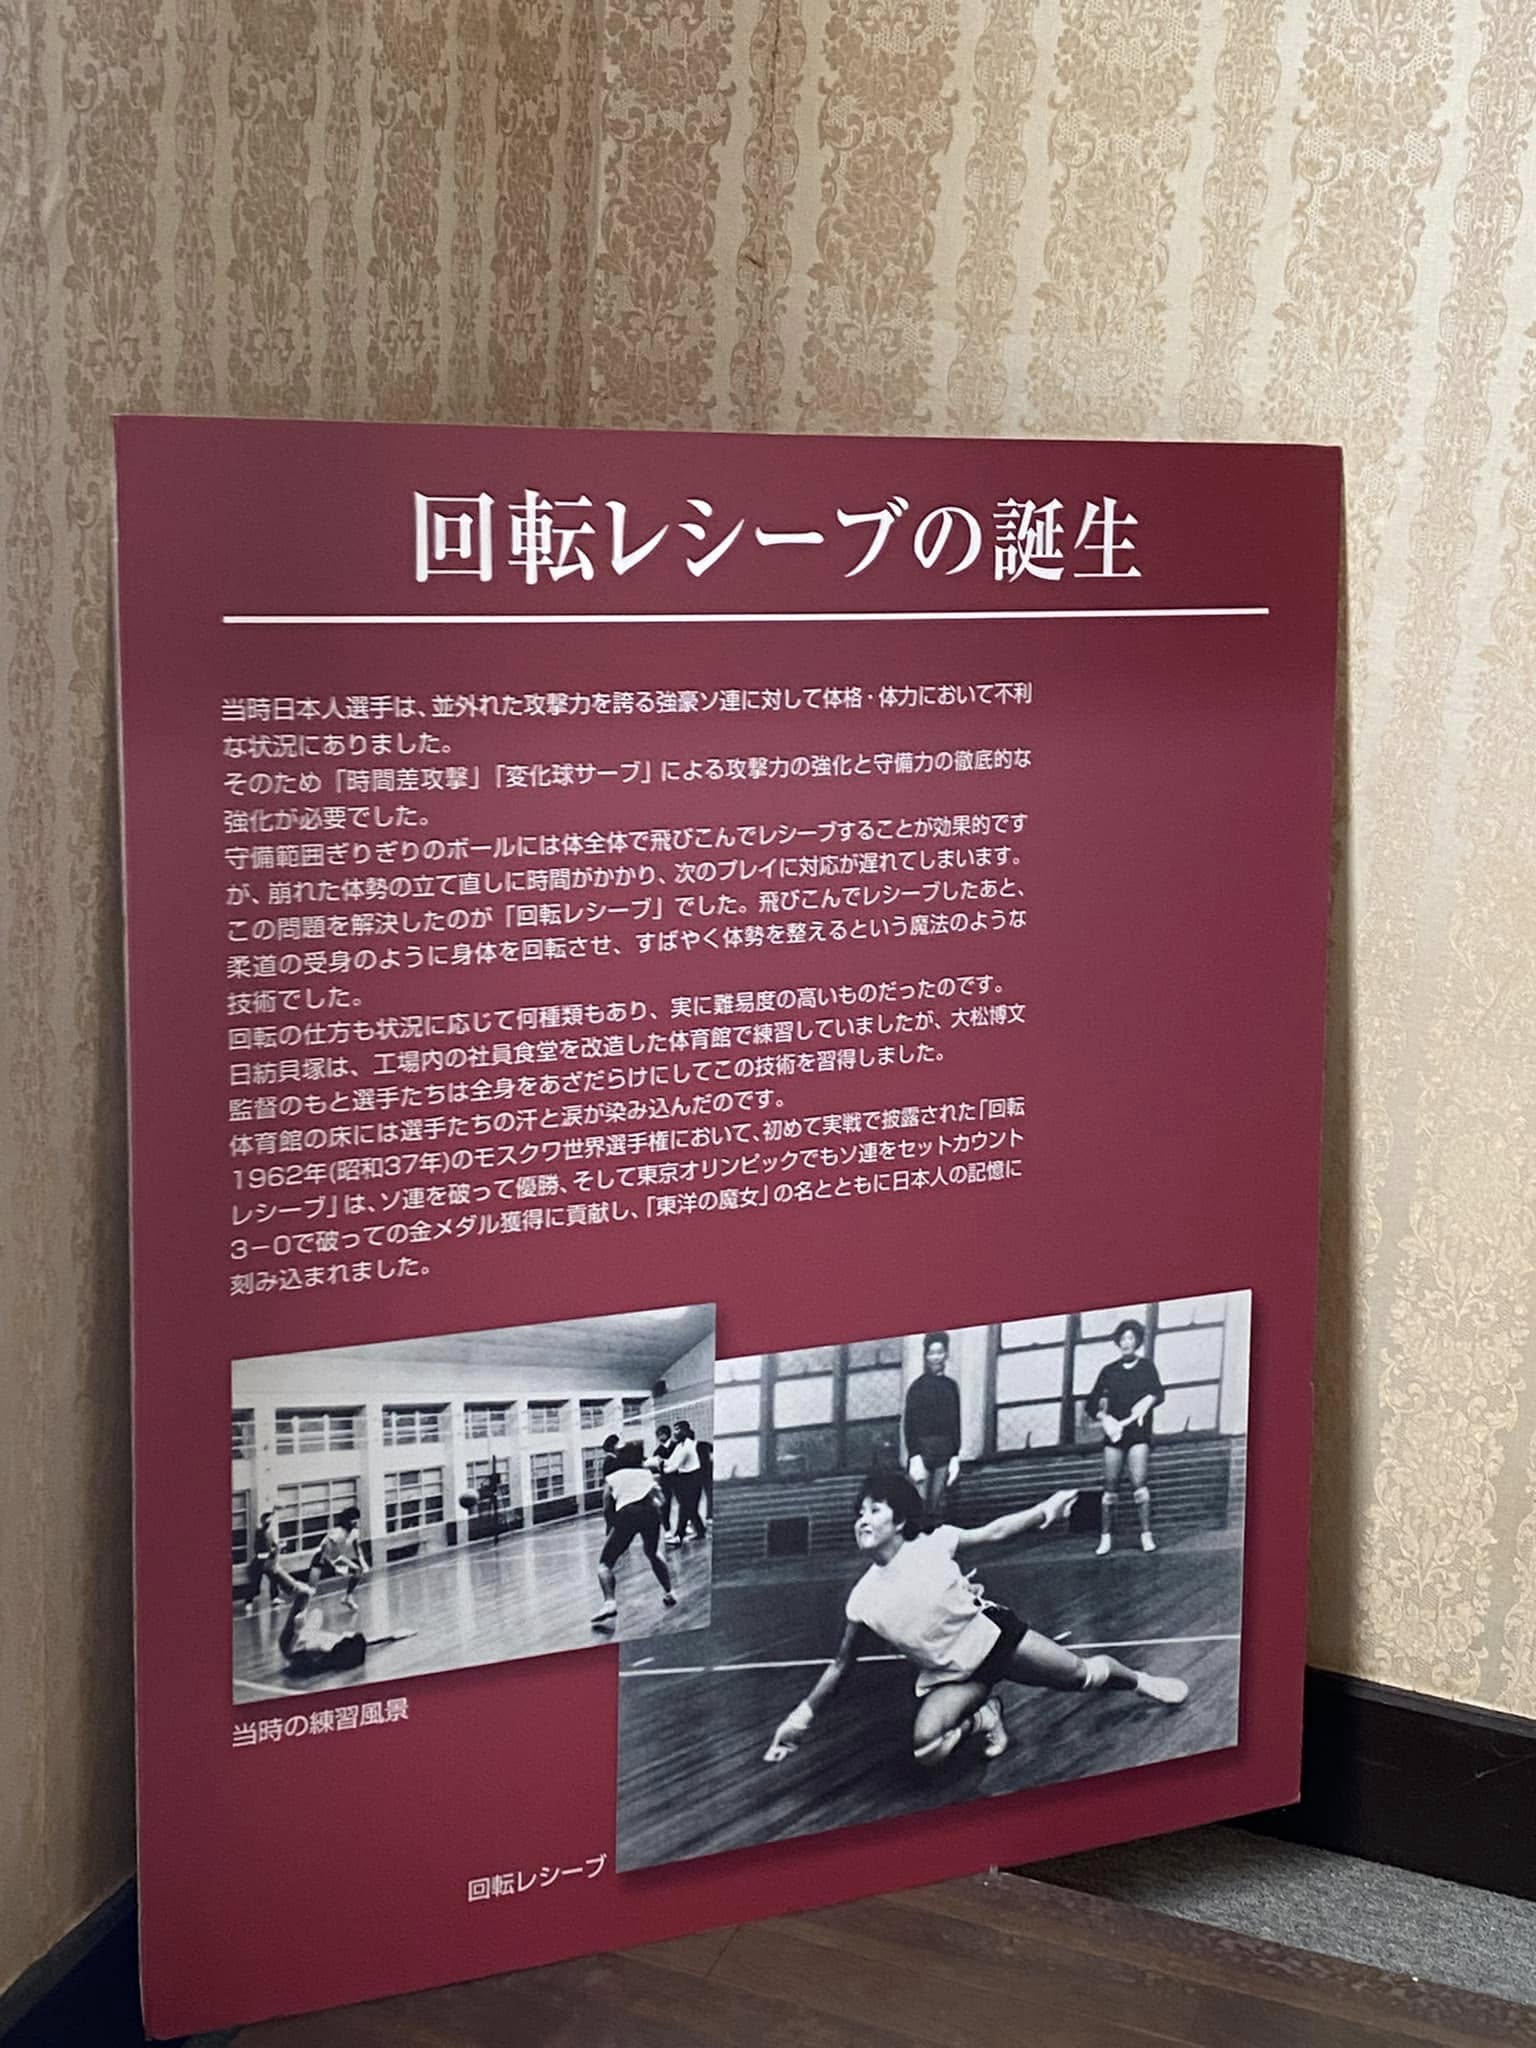 回転レシーブの誕生
当時日本人選手は、並外れた攻撃力を誇る強豪ソ連に対して体格・体力において不利
な状況にありました。
そのため「時間差攻撃」「変化球サーブ」による攻撃力の強化と守備力の徹底的な
強化が必要でした。
守備範囲ぎりぎりのボールには体全体で飛びこんでレシーブすることが効果的です
が、崩れた体勢の立て直しに時間がかかり、次のプレイに対応が遅れてしまいます。
この問題を解決したのが「回転レシーブ」でした。飛びこんでレシーブしたあと、
柔道の受身のように身体を回転させ、すばやく体勢を整えるという魔法のような
技術でした。
回転の仕方も状況に応じて何種類もあり、実に難易度の高いものだったのです。
日紡貝塚は、工場内の社員食堂を改造した体育館で練習していましたが、大松博文
監督のもと選手たちは全身をあざだらけにしてこの技術を習得しました。
体育館の床には選手たちの汗と涙が染み込んだのです。
1962年(昭和37年)のモスクワ世界選手権において、初めて実戦で披露された「回転
レシーブ」は、ソ連を破って優勝、そして東京オリンピックでもソ連をセットカウント
3－0で破っての金メダル獲得に貢献し、「東洋の魔女」の名とともに日本人の記憶に
刻み込まれました。
当時の練習風景
回転レシーブ